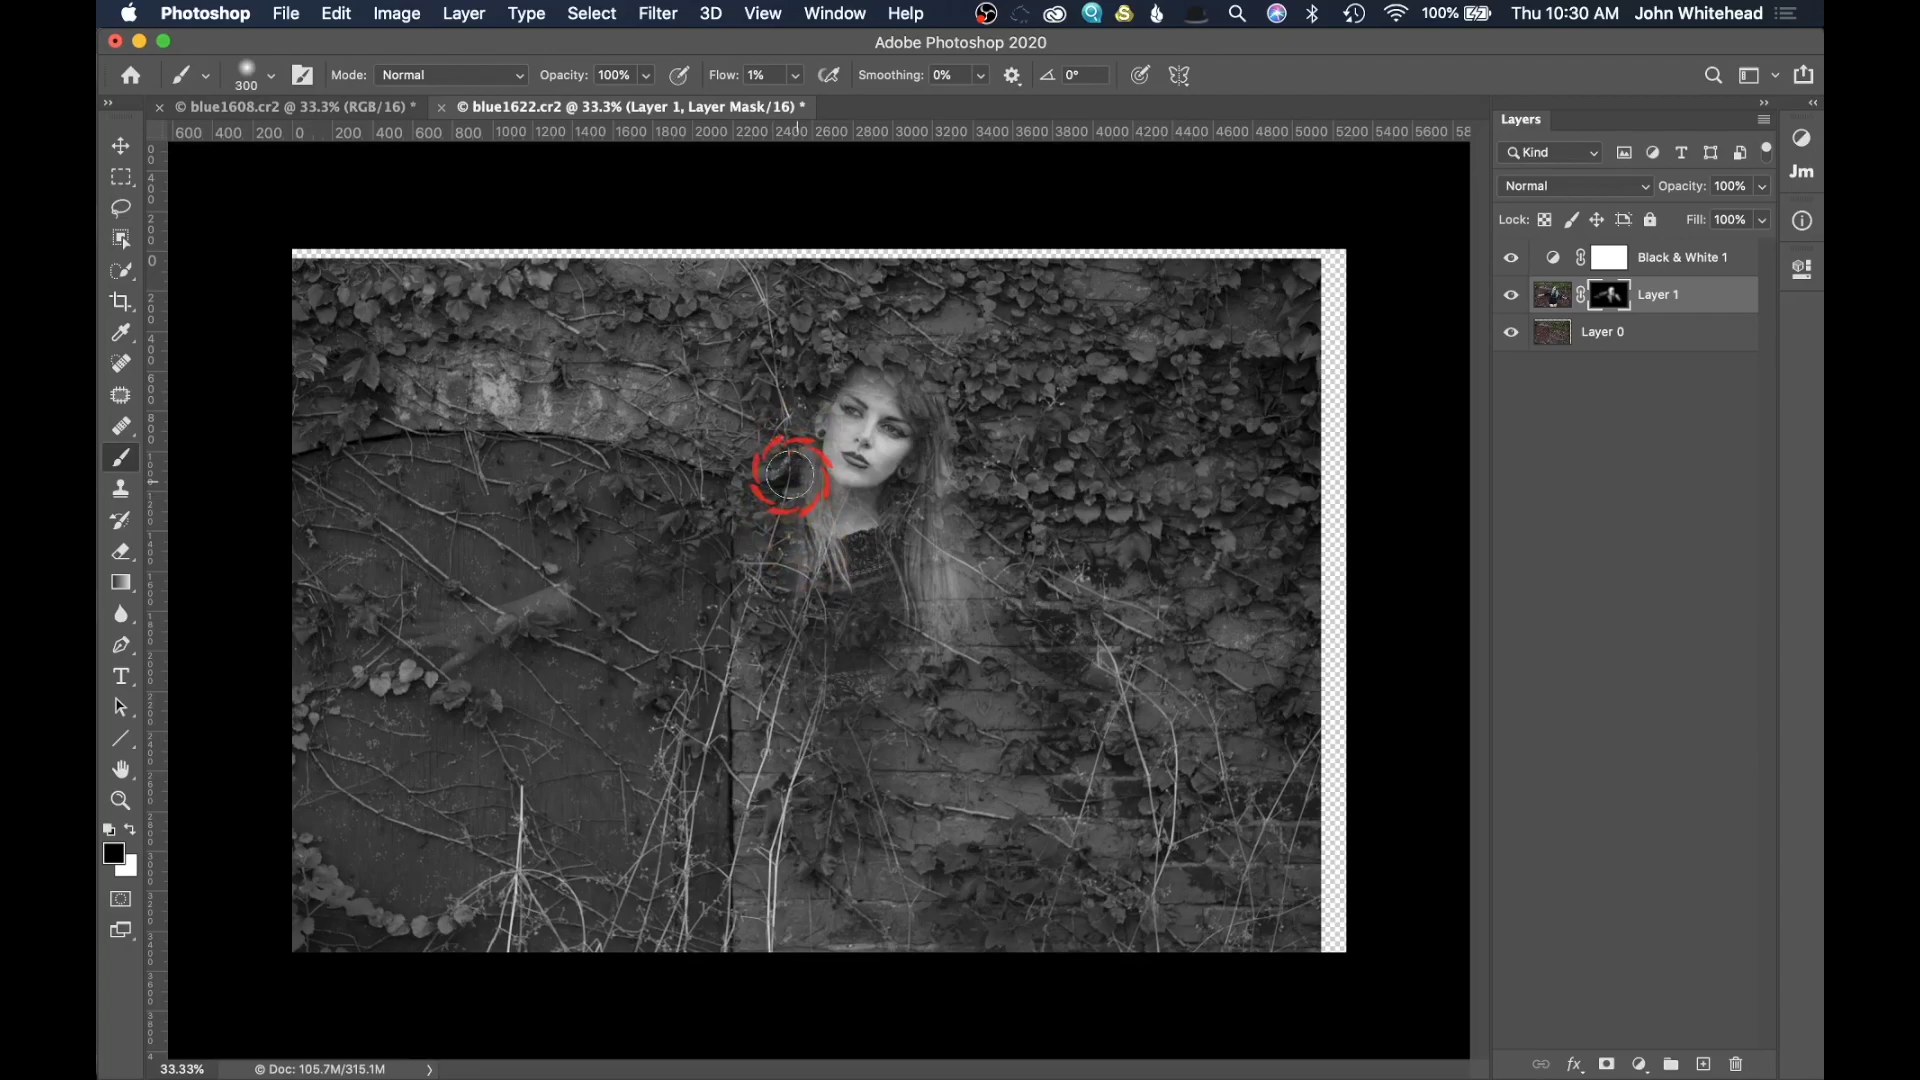 Photoshop File Edit Image Layer Type Select Filter 3D View Window Help 100% Thu 10:30 AM John Whitehead
Adobe Photoshop 2020
300 Mode: Normal Opacity: 100% Flow: 1% Smoothing: 0% 0°
© blue1608.cr2 @ 33.3% (RGB/16) * © blue1622.cr2 @ 33.3% (Layer 1, Layer Mask/16) *
600 400 200 0 200 400 600 800 1000 1200 1400 1600 1800 2000 2200 2400 2600 2800 3000 3200 3400 3600 3800 4000 4200 4400 4600 4800 5000 5200 5400 5600 58
Layers
Kind
Jm
Normal Opacity: 100%
Lock: Fill: 100%
Black & White 1
Layer 1
Layer 0
33.33% © Doc: 105.7M/315.1M
fx